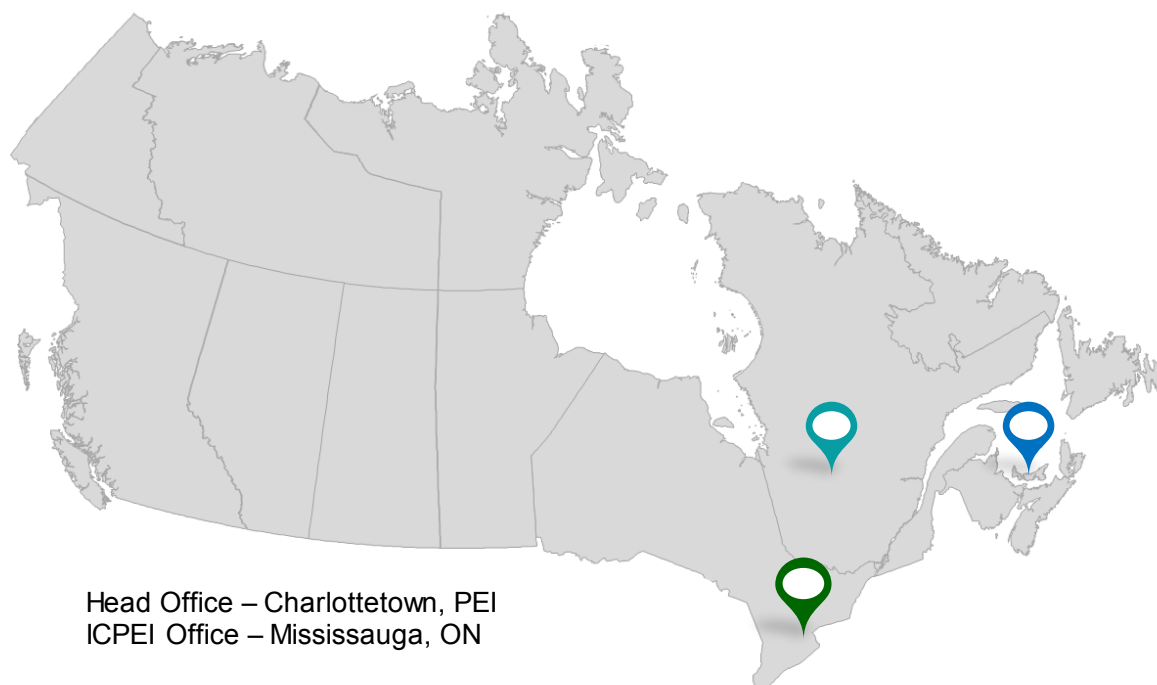 Head Office – Charlottetown, PEI
ICPEI Office – Mississauga, ON